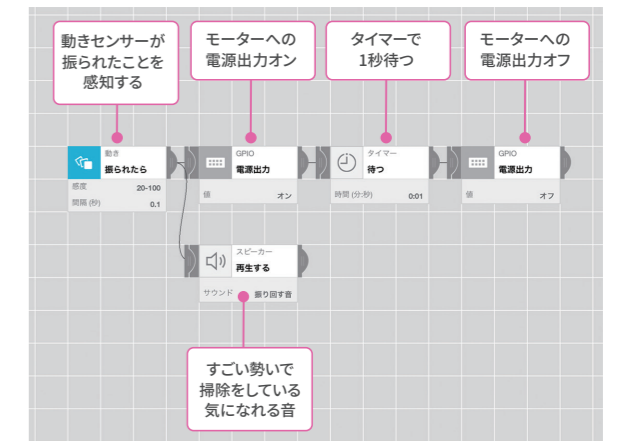 動きセンサーが
振られたことを
感知する
モーターへの
電源出力オン
タイマーで
1秒待つ
モーターへの
電源出力オフ
動き
振られたら
感度 20-100
間隔 (秒) 0.1
GPIO
電源出力
値 オン
タイマー
待つ
時間 (分:秒) 0:01
GPIO
電源出力
値 オフ
スピーカー
再生する
サウンド 振り回す音
すごい勢いで
掃除をしている
気になれる音